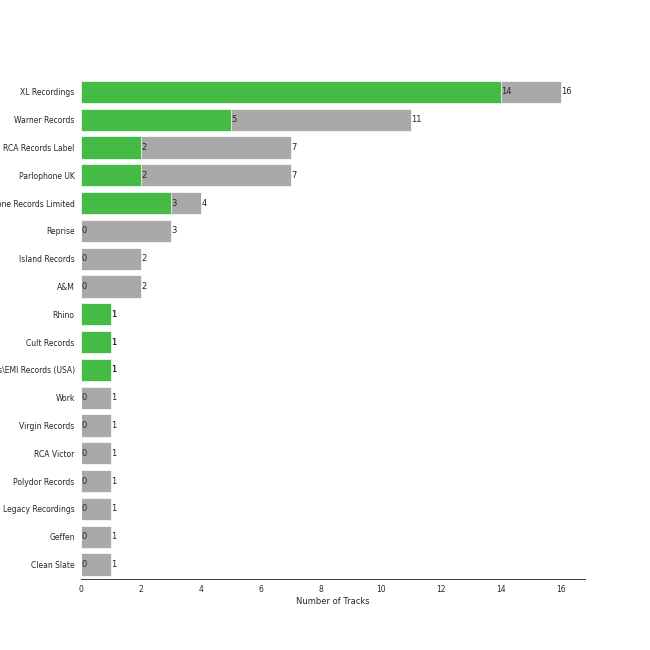 XL Recordings 14 16
Warner Records 5 11
RCA Records Label 2 7
Parlophone UK 2 7
one Records Limited 3 4
Reprise 0 3
Island Records 0 2
A&M 0 2
Rhino 1
Cult Records 1
s\EMI Records (USA) 1
Work 0 1
Virgin Records 0 1
RCA Victor 0 1
Polydor Records 0 1
Legacy Recordings 0 1
Geffen 0 1
Clean Slate 0 1
0 2 4 6 8 10 12 14 16
Number of Tracks